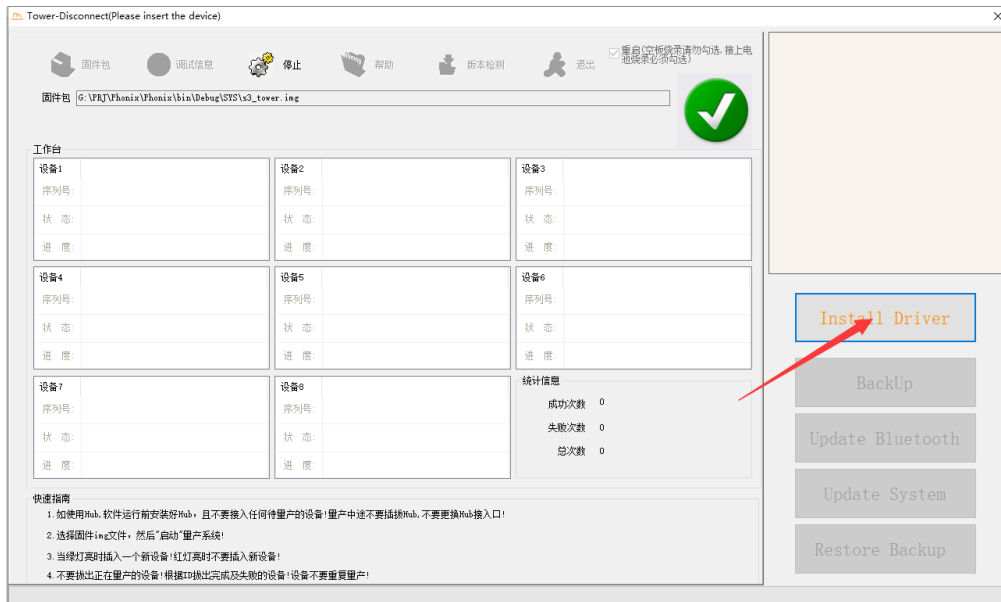 Tower-Disconnect(Please insert the device)
固件包 调试信息 停止 帮助 版本检测 退出
重启(空板烧录请勿勾选,接上电
池烧录必须勾选)
固件包 G:\PRJ\Phonix\Phonix\bin\Debug\SYS\s3_tower.img
工作台
设备1 设备2 设备3
序列号: 序列号: 序列号:
状 态: 状 态: 状 态:
进 度: 进 度: 进 度:
设备4 设备5 设备6
序列号: 序列号: 序列号:
状 态: 状 态: 状 态:
进 度: 进 度: 进 度:
设备7 设备8 统计信息
序列号: 序列号: 成功次数 0
状 态: 状 态: 失败次数 0
进 度: 进 度: 总次数 0
Install Driver
BackUp
Update Bluetooth
Update System
Restore Backup
快速指南
1.如使用Hub,软件运行前安装好Hub，且不要接入任何待量产的设备!量产中途不要插拔Hub,不要更换Hub接入口!
2.选择固件img文件，然后"启动"量产系统!
3.当绿灯亮时插入一个新设备!红灯亮时不要插入新设备!
4.不要拔出正在量产的设备!根据ID拔出完成及失败的设备!设备不要重复量产!